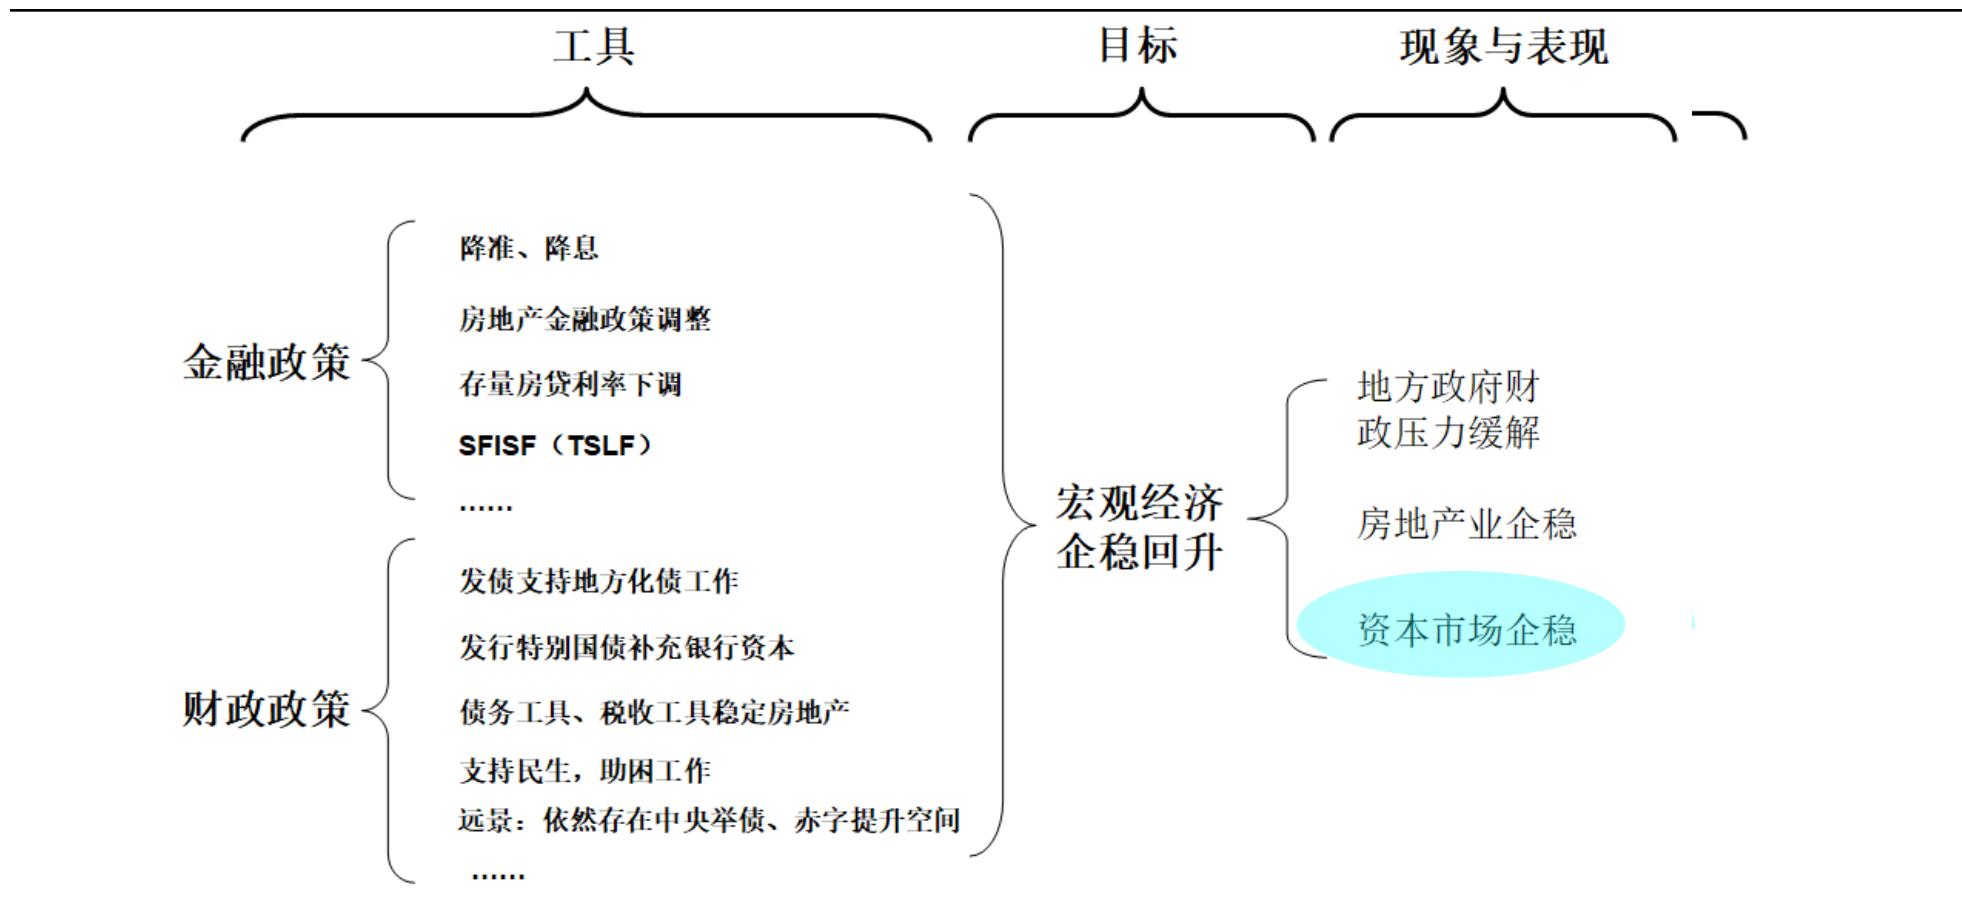 工具
目标
现象与表现
金融政策
降准、降息
房地产金融政策调整
存量房贷利率下调
SFISF（TSLF）
......
财政政策
发债支持地方化债工作
发行特别国债补充银行资本
债务工具、税收工具稳定房地产
支持民生，助困工作
远景：依然存在中央举债、赤字提升空间
......
宏观经济
企稳回升
地方政府财
政压力缓解
房地产业企稳
资本市场企稳